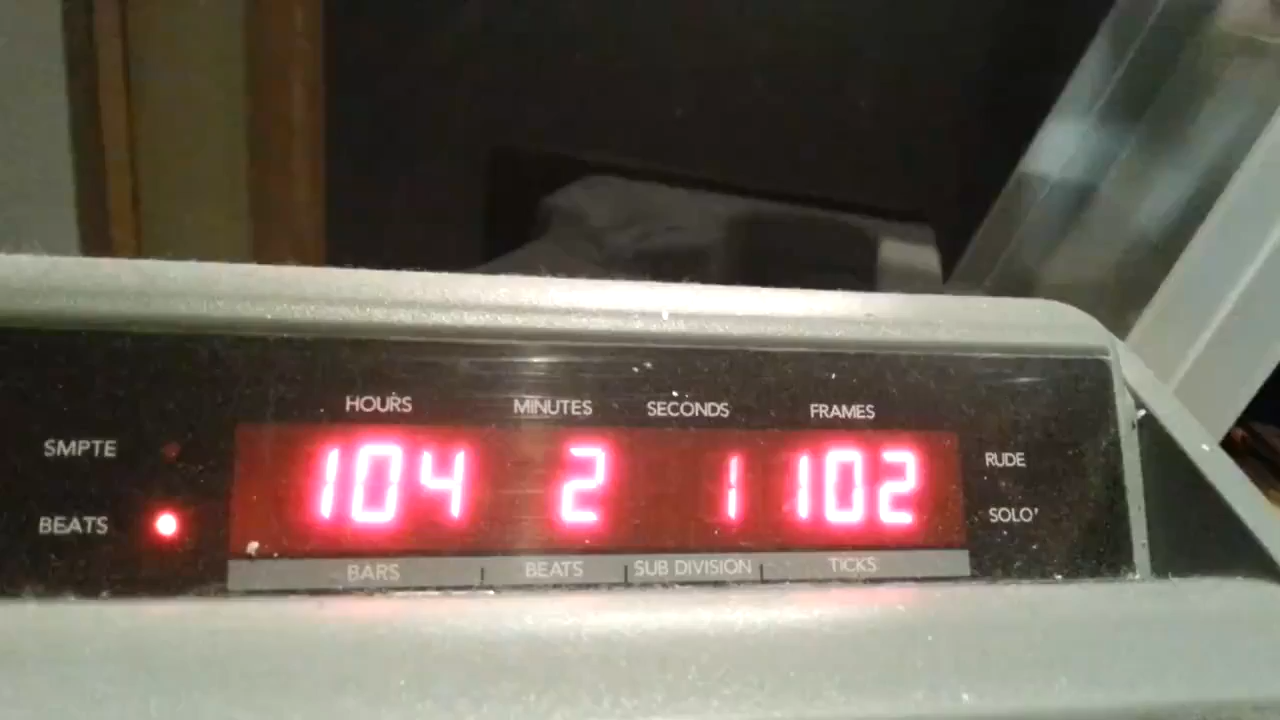 HOURS MINUTES SECONDS FRAMES
SMPTE
BEATS
104 2 1 102
RUDE
SOLO'
BARS BEATS SUB DIVISION TICKS